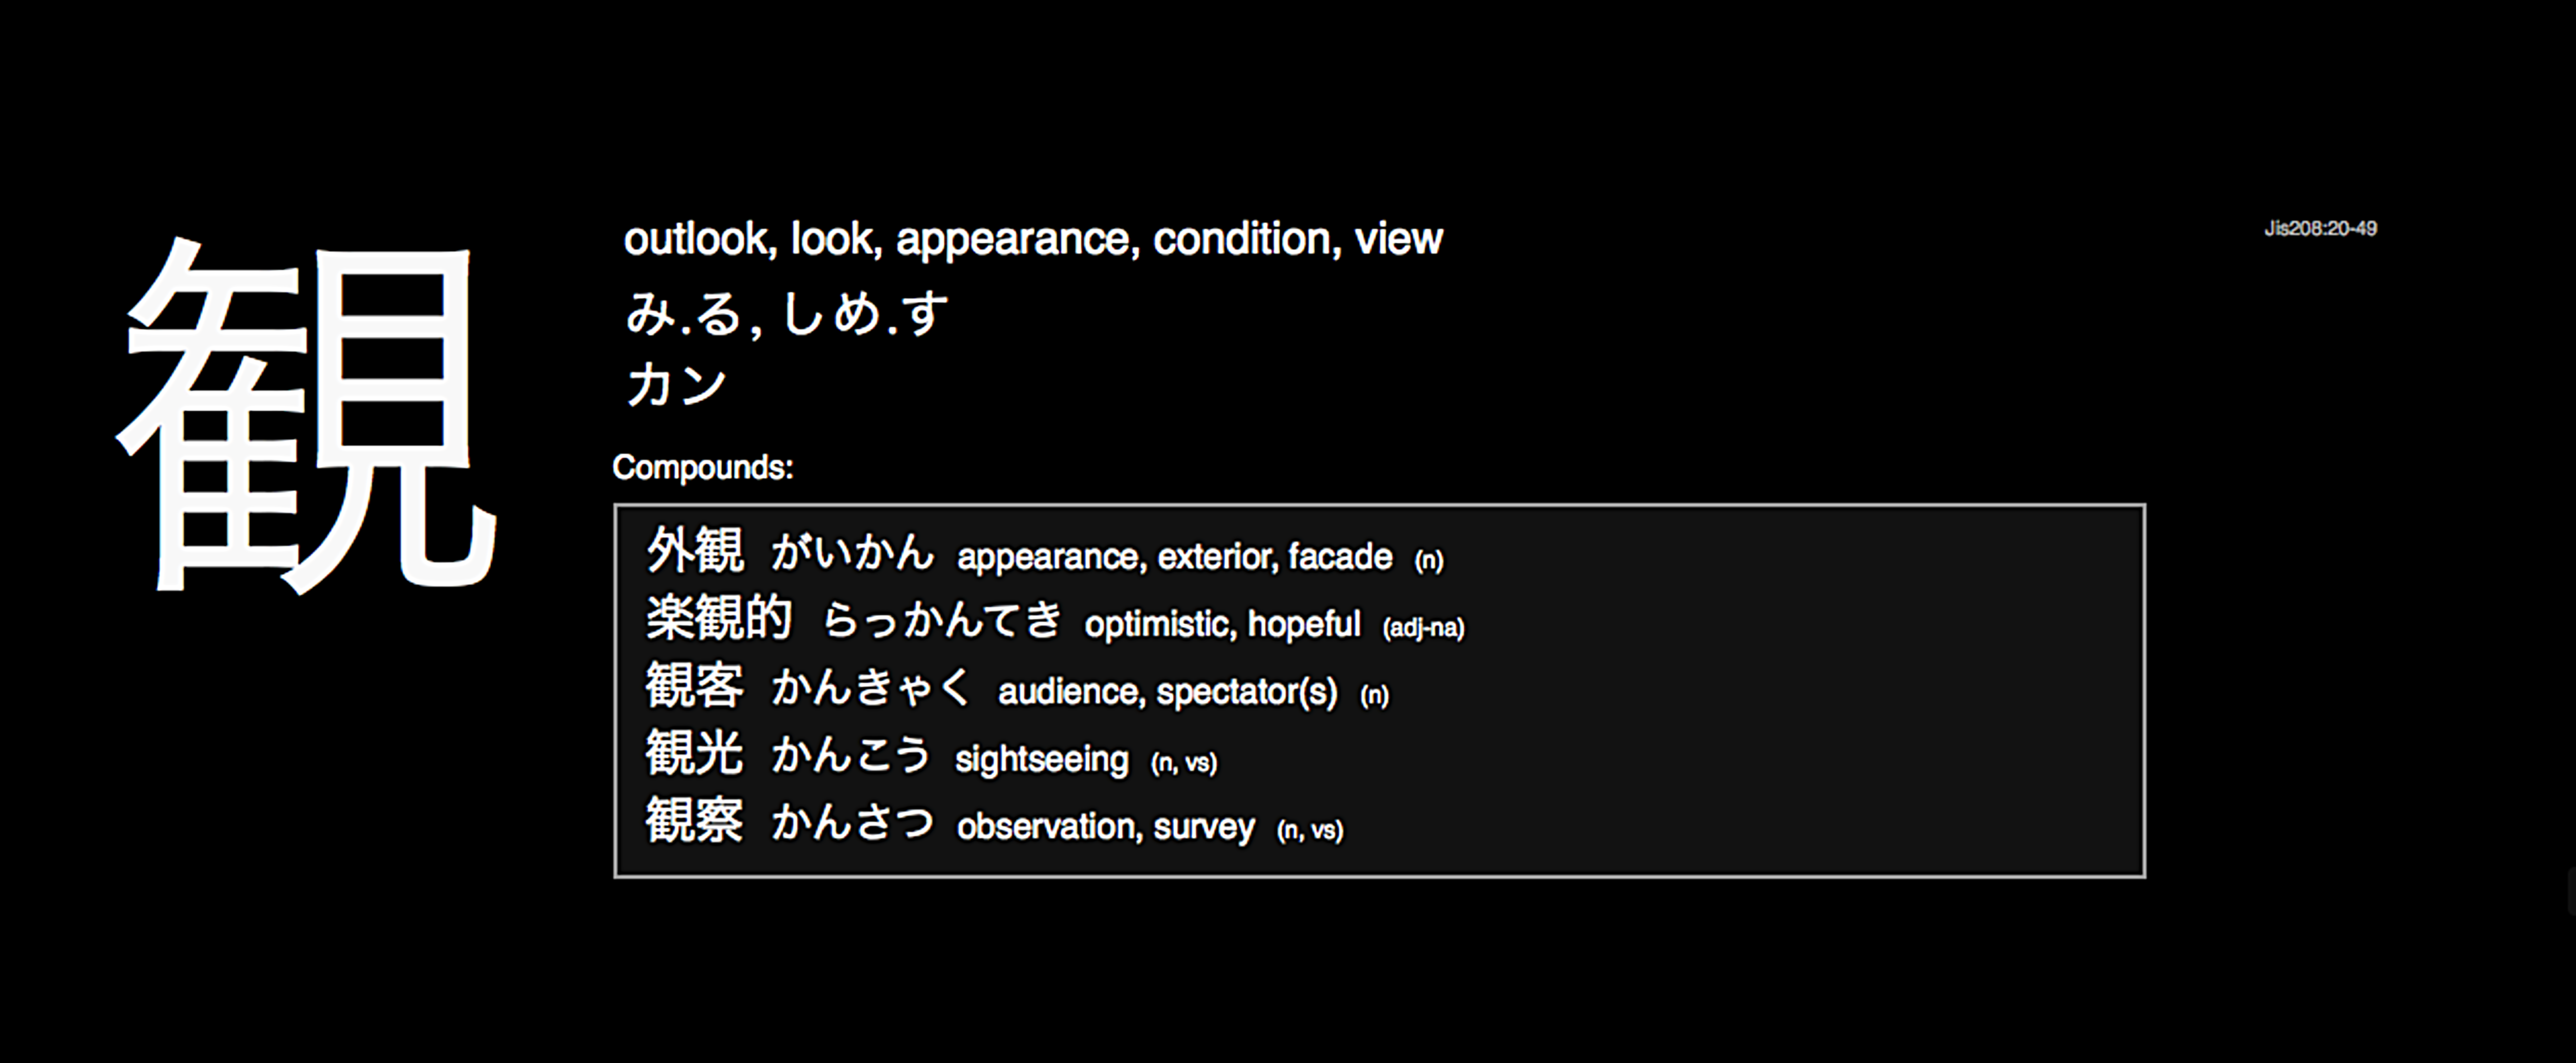 観
outlook, look, appearance, condition, view
Jis208:20-49
み.る, しめ.す
カン
Compounds:
外観 がいかん appearance, exterior, facade (n)
楽観的 らっかんてき optimistic, hopeful (adj-na)
観客 かんきゃく audience, spectator(s) (n)
観光 かんこう sightseeing (n, vs)
観察 かんさつ observation, survey (n, vs)